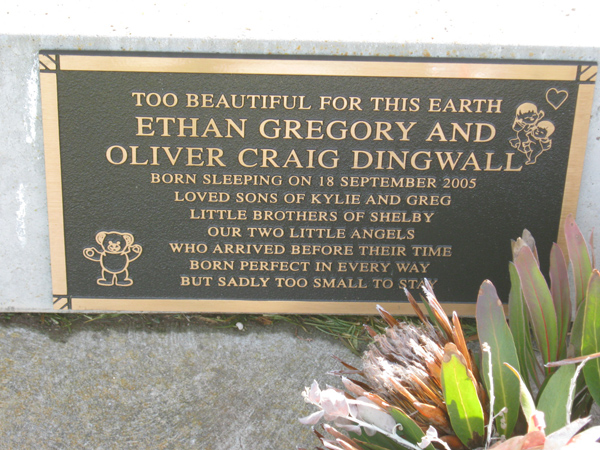 TOO BEAUTIFUL FOR THIS EARTH
ETHAN GREGORY AND
OLIVER CRAIG DINGWALL
BORN SLEEPING ON 18 SEPTEMBER 2005
LOVED SONS OF KYLIE AND GREG
LITTLE BROTHERS OF SHELBY
OUR TWO LITTLE ANGELS
WHO ARRIVED BEFORE THEIR TIME
BORN PERFECT IN EVERY WAY
BUT SADLY TOO SMALL TO STAY